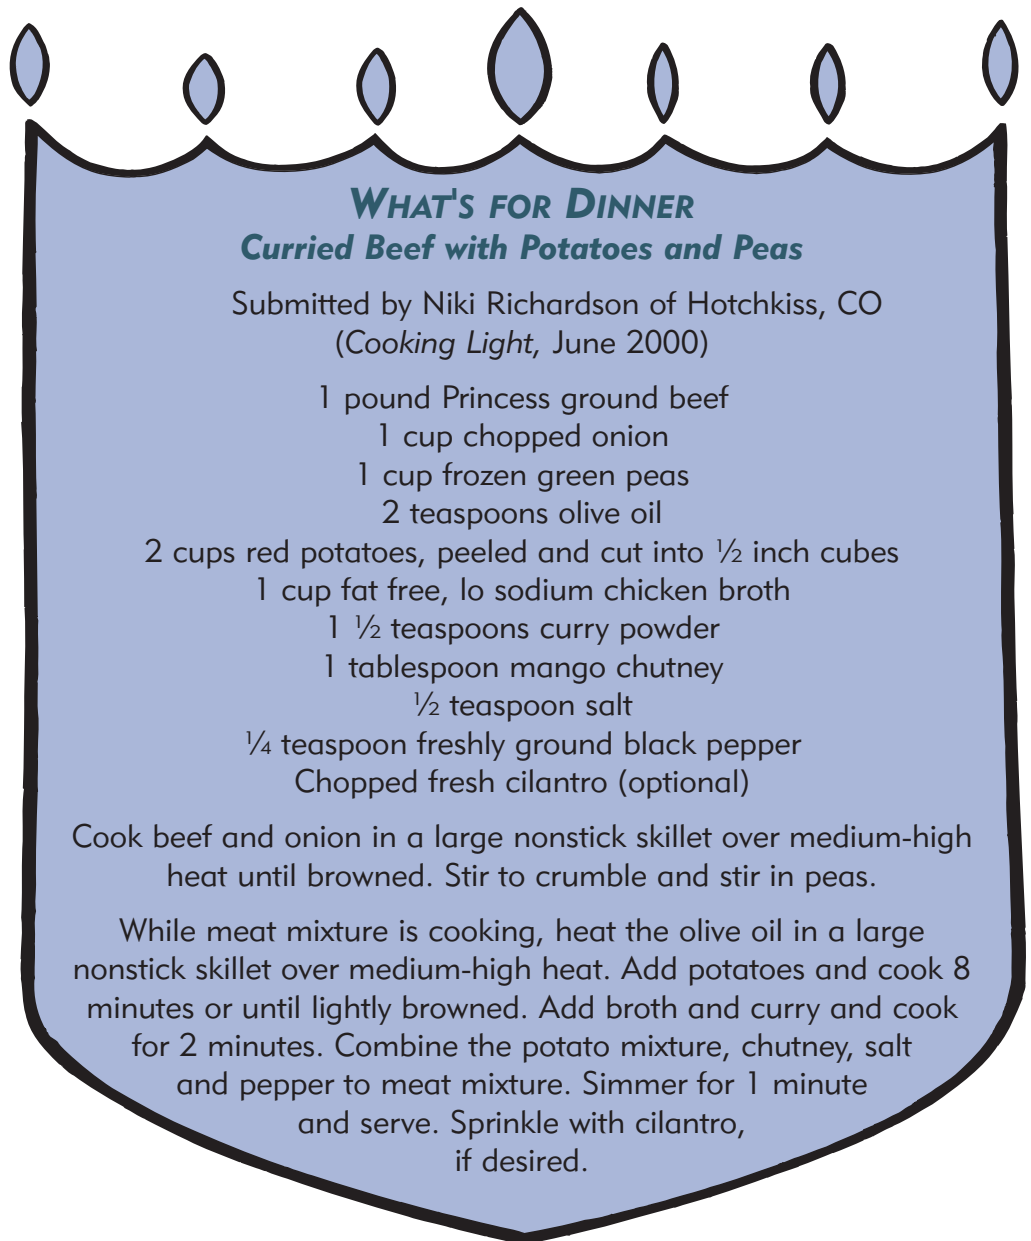 WHAT'S FOR DINNER
Curried Beef with Potatoes and Peas
Submitted by Niki Richardson of Hotchkiss, CO
(Cooking Light, June 2000)
1 pound Princess ground beef
1 cup chopped onion
1 cup frozen green peas
2 teaspoons olive oil
2 cups red potatoes, peeled and cut into ½ inch cubes
1 cup fat free, lo sodium chicken broth
1 ½ teaspoons curry powder
1 tablespoon mango chutney
½ teaspoon salt
¼ teaspoon freshly ground black pepper
Chopped fresh cilantro (optional)
Cook beef and onion in a large nonstick skillet over medium-high
heat until browned. Stir to crumble and stir in peas.
While meat mixture is cooking, heat the olive oil in a large
nonstick skillet over medium-high heat. Add potatoes and cook 8
minutes or until lightly browned. Add broth and curry and cook
for 2 minutes. Combine the potato mixture, chutney, salt
and pepper to meat mixture. Simmer for 1 minute
and serve. Sprinkle with cilantro,
if desired.